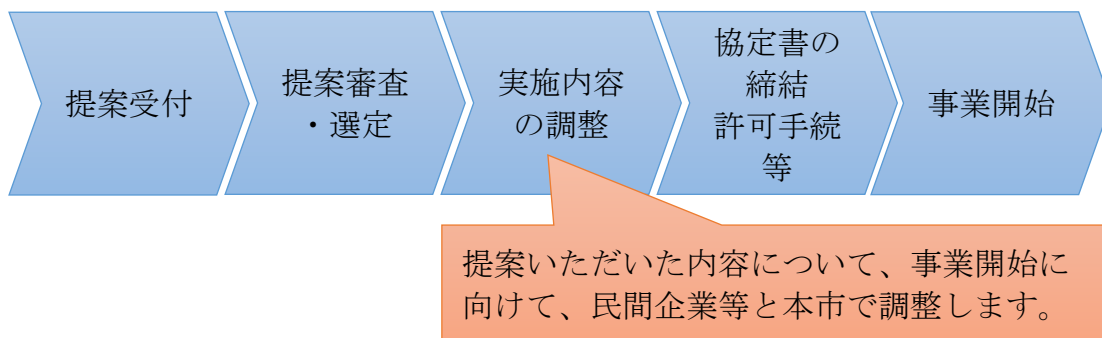 提案受付
提案審査
・選定
実施内容
の調整
協定書の
締結
許可手続
等
事業開始
提案いただいた内容について、事業開始に
向けて、民間企業等と本市で調整します。